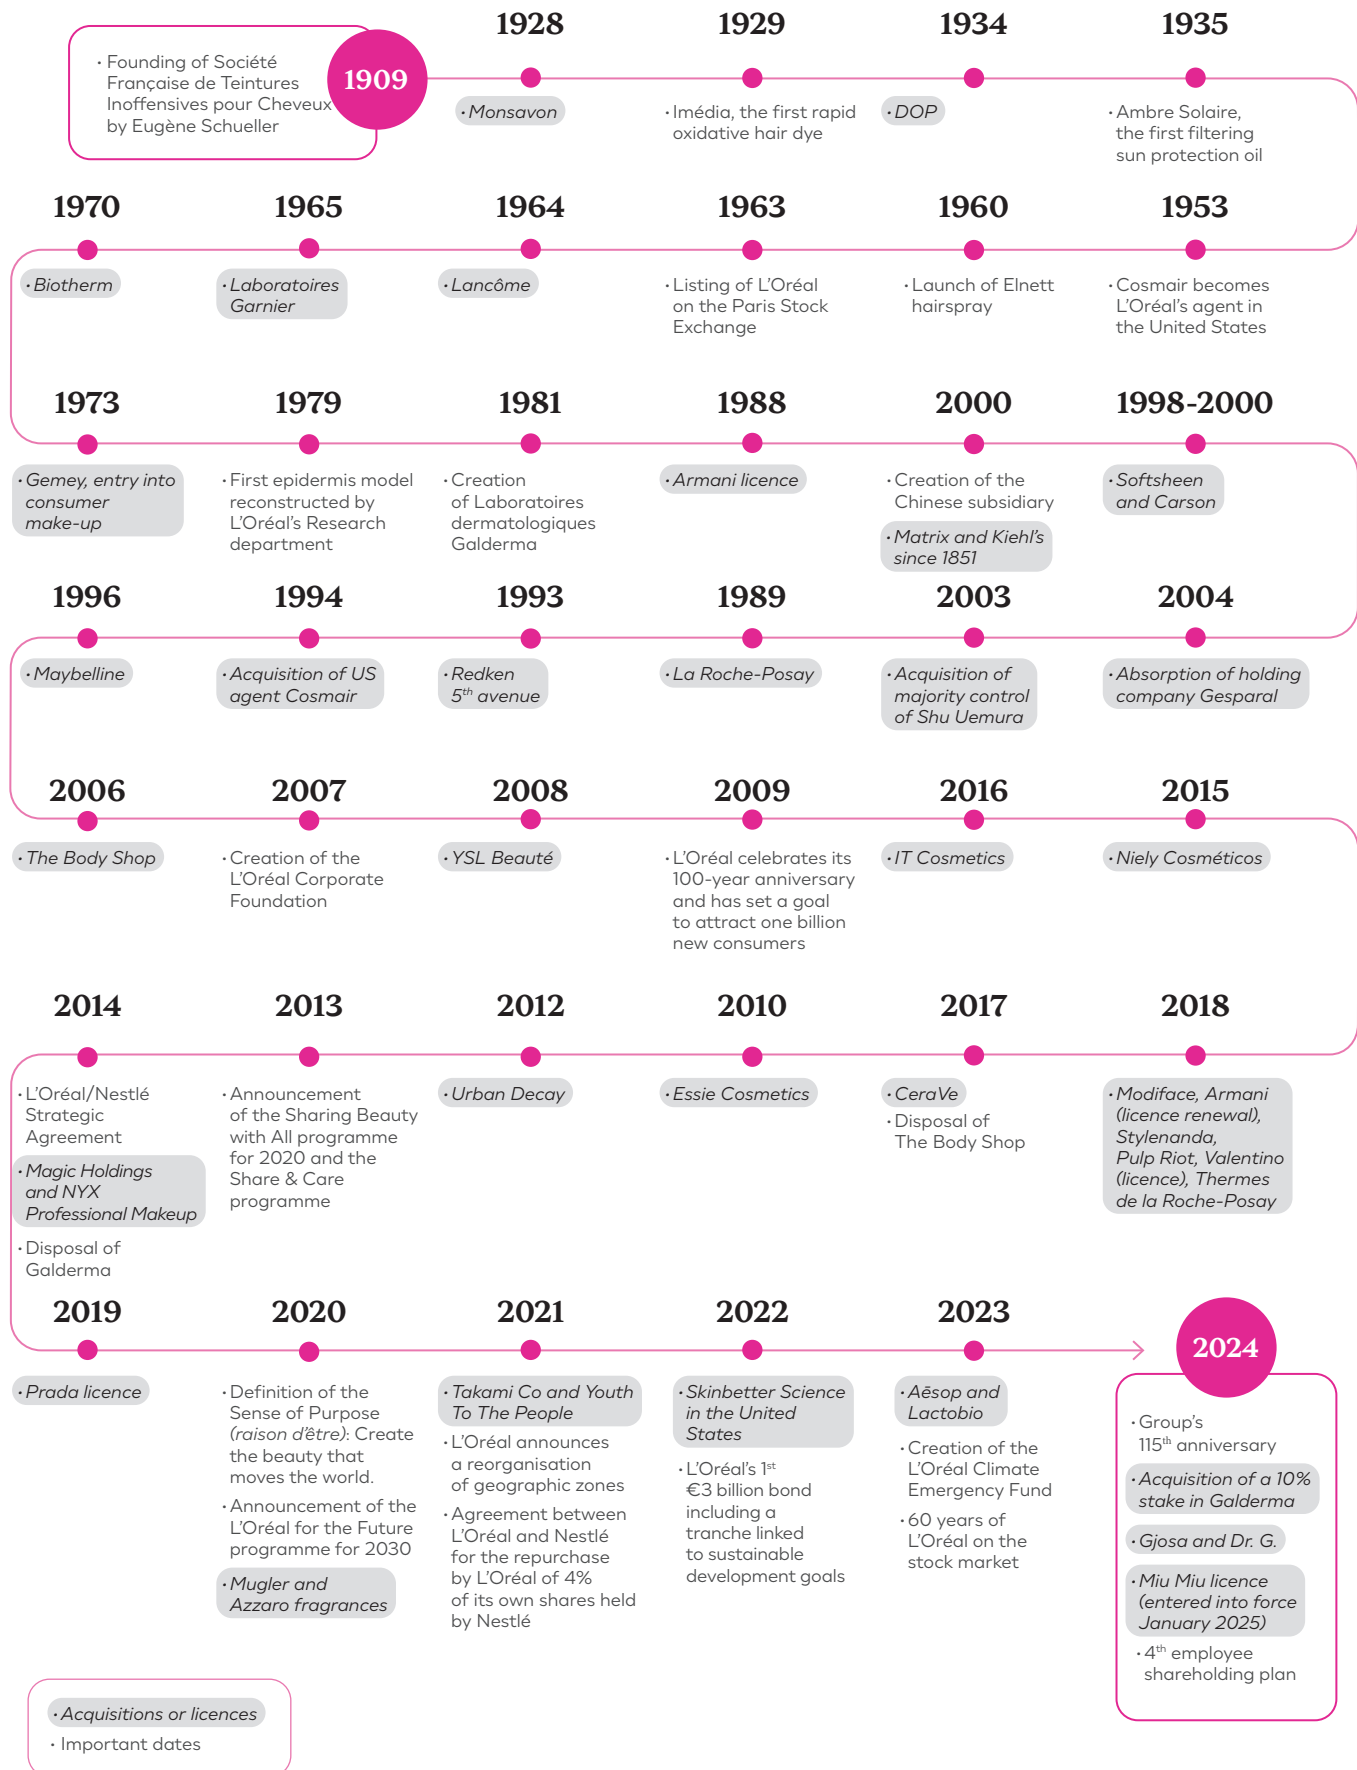 1909
· Founding of Société
Française de Teintures
Inoffensives pour Cheveux
by Eugène Schueller
1928
· Monsavon
1929
· Imédia, the first rapid
oxidative hair dye
1934
· DOP
1935
· Ambre Solaire,
the first filtering
sun protection oil
1970
· Biotherm
1965
· Laboratoires
Garnier
1964
· Lancôme
1963
· Listing of L’Oréal
on the Paris Stock
Exchange
1960
· Launch of Elnett
hairspray
1953
· Cosmair becomes
L’Oréal’s agent in
the United States
1973
· Gemey, entry into
consumer
make-up
1979
· First epidermis model
reconstructed by
L’Oréal’s Research
department
1981
· Creation
of Laboratoires
dermatologiques
Galderma
1988
· Armani licence
2000
· Creation of the
Chinese subsidiary
· Matrix and Kiehl’s
since 1851
1998-2000
· Softsheen
and Carson
1996
· Maybelline
1994
· Acquisition of US
agent Cosmair
1993
· Redken
5th avenue
1989
· La Roche-Posay
2003
· Acquisition of
majority control
of Shu Uemura
2004
· Absorption of holding
company Gesparal
2006
· The Body Shop
2007
· Creation of the
L’Oréal Corporate
Foundation
2008
· YSL Beauté
2009
· L’Oréal celebrates its
100-year anniversary
and has set a goal
to attract one billion
new consumers
2016
· IT Cosmetics
2015
· Niely Cosméticos
2014
· L’Oréal/Nestlé
Strategic
Agreement
· Magic Holdings
and NYX
Professional Makeup
· Disposal of
Galderma
2013
· Announcement
of the Sharing Beauty
with All programme
for 2020 and the
Share & Care
programme
2012
· Urban Decay
2010
· Essie Cosmetics
2017
· CeraVe
· Disposal of
The Body Shop
2018
· Modiface, Armani
(licence renewal),
Stylenanda,
Pulp Riot, Valentino
(licence), Thermes
de la Roche-Posay
2019
· Prada licence
2020
· Definition of the
Sense of Purpose
(raison d’être): Create
the beauty that
moves the world.
· Announcement of the
L’Oréal for the Future
programme for 2030
· Mugler and
Azzaro fragrances
2021
· Takami Co and Youth
To The People
· L’Oréal announces
a reorganisation
of geographic zones
· Agreement between
L’Oréal and Nestlé
for the repurchase
by L’Oréal of 4%
of its own shares held
by Nestlé
2022
· Skinbetter Science
in the United
States
· L’Oréal’s 1st
€3 billion bond
including a
tranche linked
to sustainable
development goals
2023
· Aēsop and
Lactobio
· Creation of the
L’Oréal Climate
Emergency Fund
· 60 years of
L’Oréal on the
stock market
2024
· Group’s
115th anniversary
· Acquisition of a 10%
stake in Galderma
· Gjosa and Dr. G.
· Miu Miu licence
(entered into force
January 2025)
· 4th employee
shareholding plan
· Acquisitions or licences
· Important dates